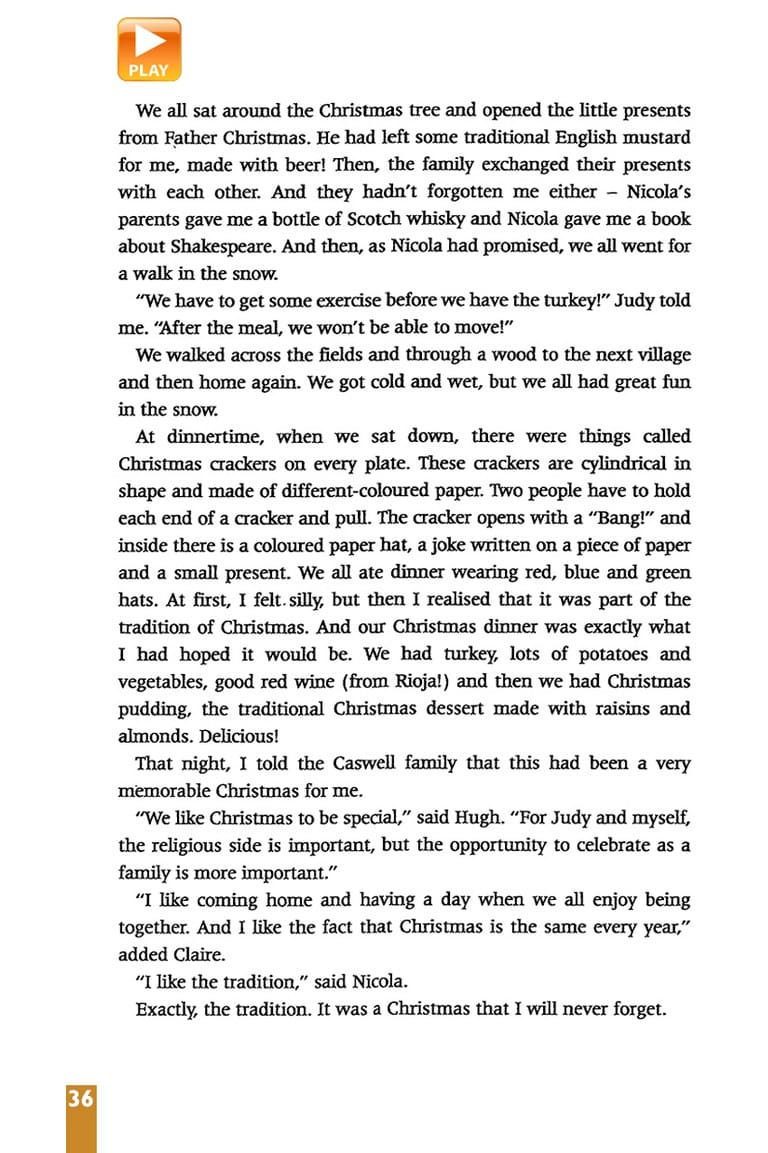 PLAY
We all sat around the Christmas tree and opened the little presents
from Father Christmas. He had left some traditional English mustard
for me, made with beer! Then, the family exchanged their presents
with each other. And they hadn't forgotten me either – Nicola's
parents gave me a bottle of Scotch whisky and Nicola gave me a book
about Shakespeare. And then, as Nicola had promised, we all went for
a walk in the snow.
"We have to get some exercise before we have the turkey!" Judy told
me. "After the meal, we won't be able to move!"
We walked across the fields and through a wood to the next village
and then home again. We got cold and wet, but we all had great fun
in the snow.
At dinnertime, when we sat down, there were things called
Christmas crackers on every plate. These crackers are cylindrical in
shape and made of different-coloured paper. Two people have to hold
each end of a cracker and pull. The cracker opens with a "Bang!" and
inside there is a coloured paper hat, a joke written on a piece of paper
and a small present. We all ate dinner wearing red, blue and green
hats. At first, I felt silly, but then I realised that it was part of the
tradition of Christmas. And our Christmas dinner was exactly what
I had hoped it would be. We had turkey, lots of potatoes and
vegetables, good red wine (from Rioja!) and then we had Christmas
pudding, the traditional Christmas dessert made with raisins and
almonds. Delicious!
That night, I told the Caswell family that this had been a very
memorable Christmas for me.
"We like Christmas to be special," said Hugh. "For Judy and myself,
the religious side is important, but the opportunity to celebrate as a
family is more important."
"I like coming home and having a day when we all enjoy being
together. And I like the fact that Christmas is the same every year,"
added Claire.
"I like the tradition," said Nicola.
Exactly, the tradition. It was a Christmas that I will never forget.
36